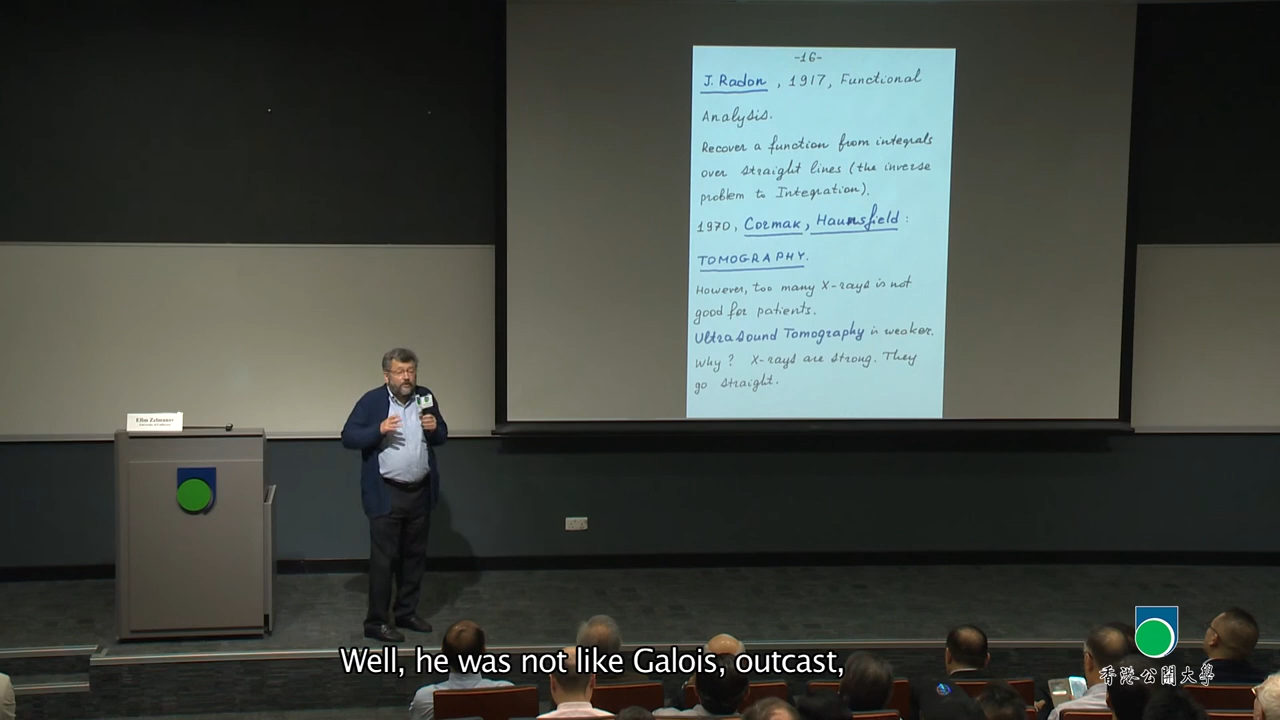 -16-
J. Radon, 1917, Functional
Analysis.
Recover a function from integrals
over straight lines (the inverse
problem to Integration).
1970, Cormak, Haunsfield:
TOMOGRAPHY.
However, too many X-rays is not
good for patients.
Ultrasound Tomography is weaker.
Why? X-rays are strong. They
go straight.
Efim Zelmanov
Well, he was not like Galois, outcast,
香港公開大學